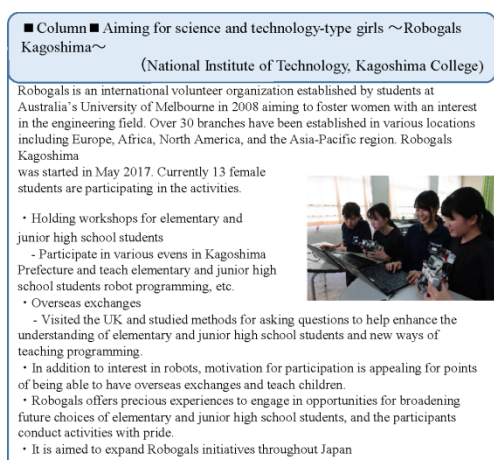 ■Column■ Aiming for science and technology-type girls ～Robogals
Kagoshima～
（National Institute of Technology, Kagoshima College)
Robogals is an international volunteer organization established by students at
Australia's University of Melbourne in 2008 aiming to foster women with an interest
in the engineering field. Over 30 branches have been established in various locations
including Europe, Africa, North America, and the Asia-Pacific region. Robogals
Kagoshima
was started in May 2017. Currently 13 female
students are participating in the activities.
・Holding workshops for elementary and
junior high school students
- Participate in various evens in Kagoshima
Prefecture and teach elementary and junior high
school students robot programming, etc.
・Overseas exchanges
- Visited the UK and studied methods for asking questions to help enhance the
understanding of elementary and junior high school students and new ways of
teaching programming.
・In addition to interest in robots, motivation for participation is appealing for points
of being able to have overseas exchanges and teach children.
・Robogals offers precious experiences to engage in opportunities for broadening
future choices of elementary and junior high school students, and the participants
conduct activities with pride.
・It is aimed to expand Robogals initiatives throughout Japan